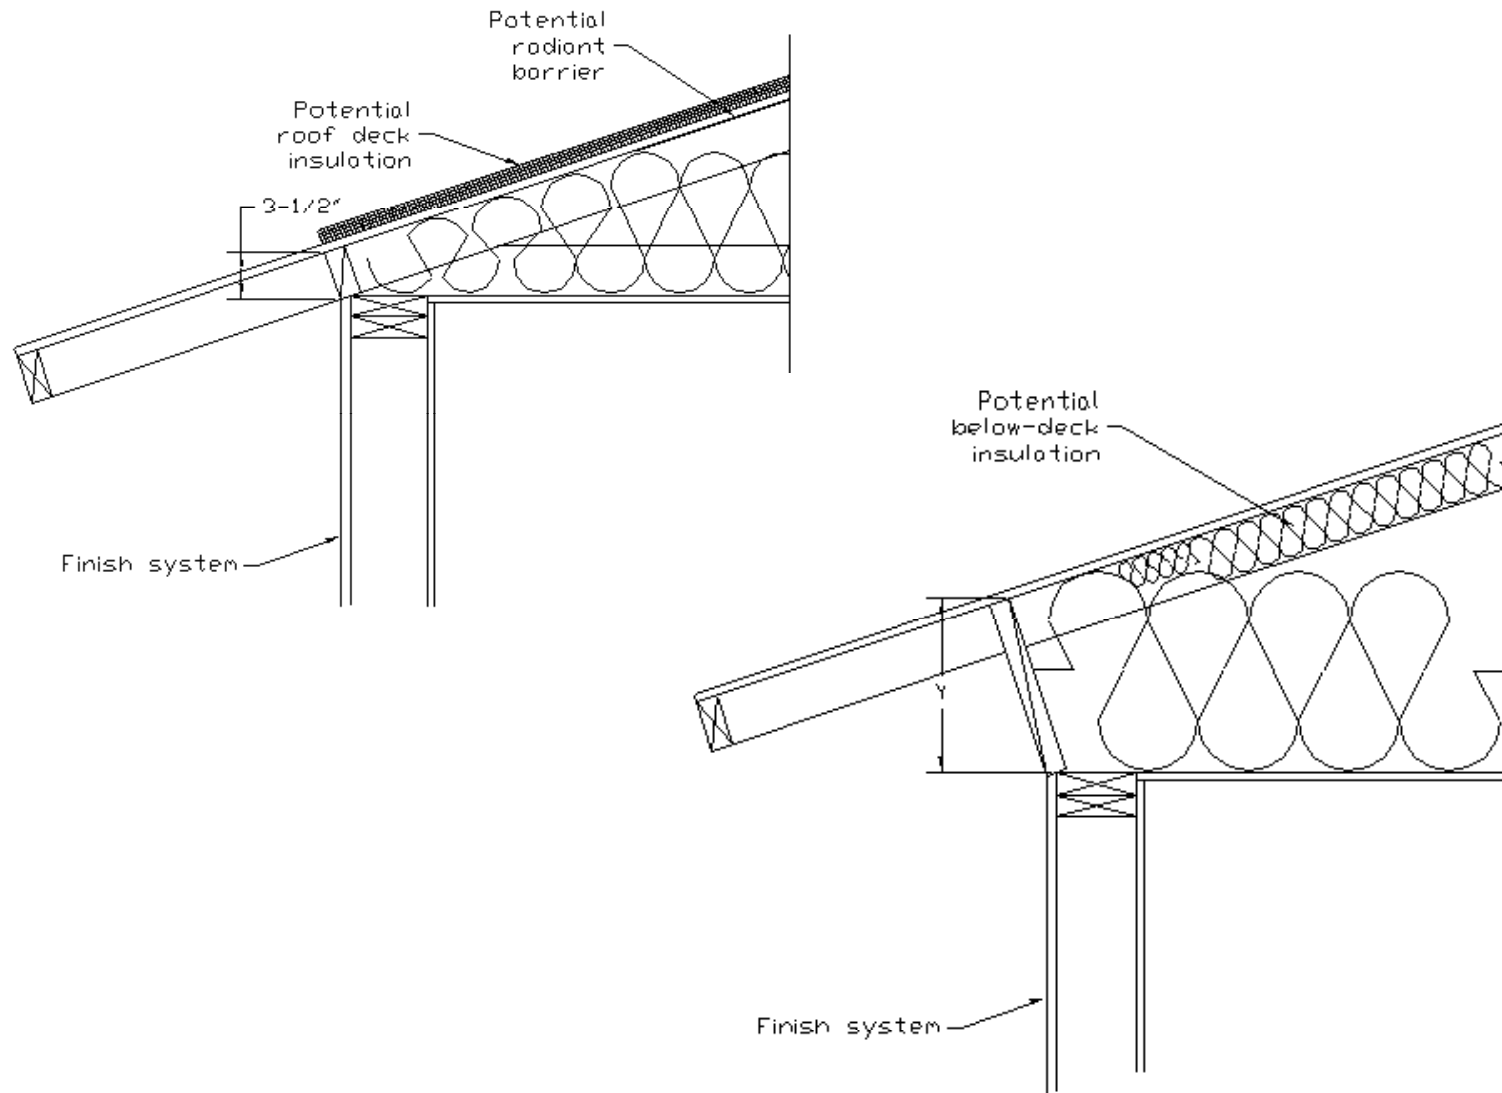 Potential
radiant
barrier
Potential
roof deck
insulation
3-1/2"
Finish system
Potential
below-deck
insulation
Y
Finish system